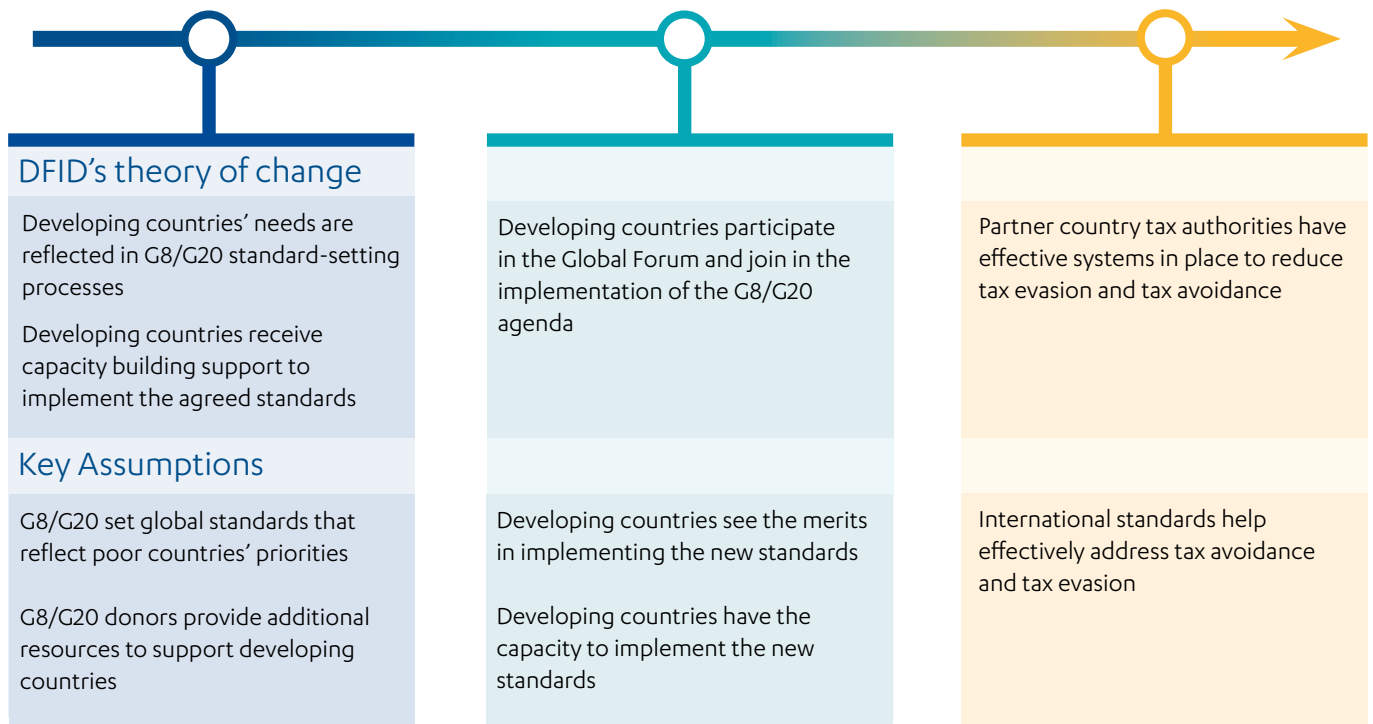 DFID’s theory of change
Developing countries’ needs are
reflected in G8/G20 standard-setting
processes
Developing countries receive
capacity building support to
implement the agreed standards
Developing countries participate
in the Global Forum and join in the
implementation of the G8/G20
agenda
Partner country tax authorities have
effective systems in place to reduce
tax evasion and tax avoidance
Key Assumptions
G8/G20 set global standards that
reflect poor countries’ priorities
G8/G20 donors provide additional
resources to support developing
countries
Developing countries see the merits
in implementing the new standards
Developing countries have the
capacity to implement the new
standards
International standards help
effectively address tax avoidance
and tax evasion